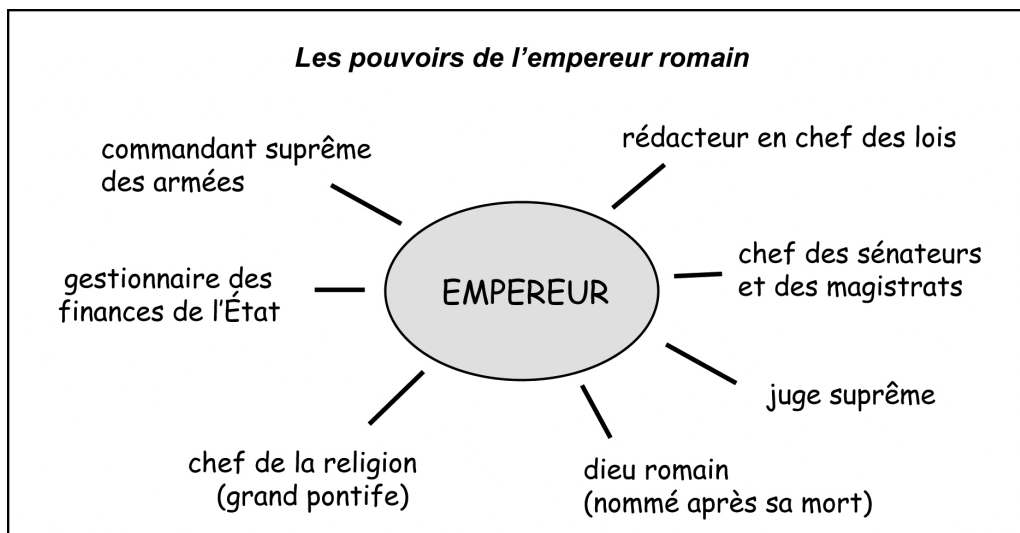 Les pouvoirs de l'empereur romain
commandant suprême
des armées
rédacteur en chef des lois
gestionnaire des
finances de l'État
EMPEREUR
chef des sénateurs
et des magistrats
juge suprême
chef de la religion
(grand pontife)
dieu romain
(nommé après sa mort)